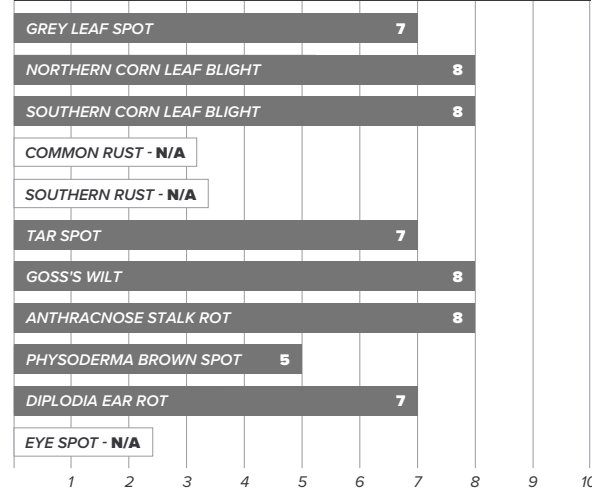 GREY LEAF SPOT 7
NORTHERN CORN LEAF BLIGHT 8
SOUTHERN CORN LEAF BLIGHT 8
COMMON RUST - N/A
SOUTHERN RUST - N/A
TAR SPOT 7
GOSS'S WILT 8
ANTHRACNOSE STALK ROT 8
PHYSODERMA BROWN SPOT 5
DIPLODIA EAR ROT 7
EYE SPOT - N/A
1 2 3 4 5 6 7 8 9 10